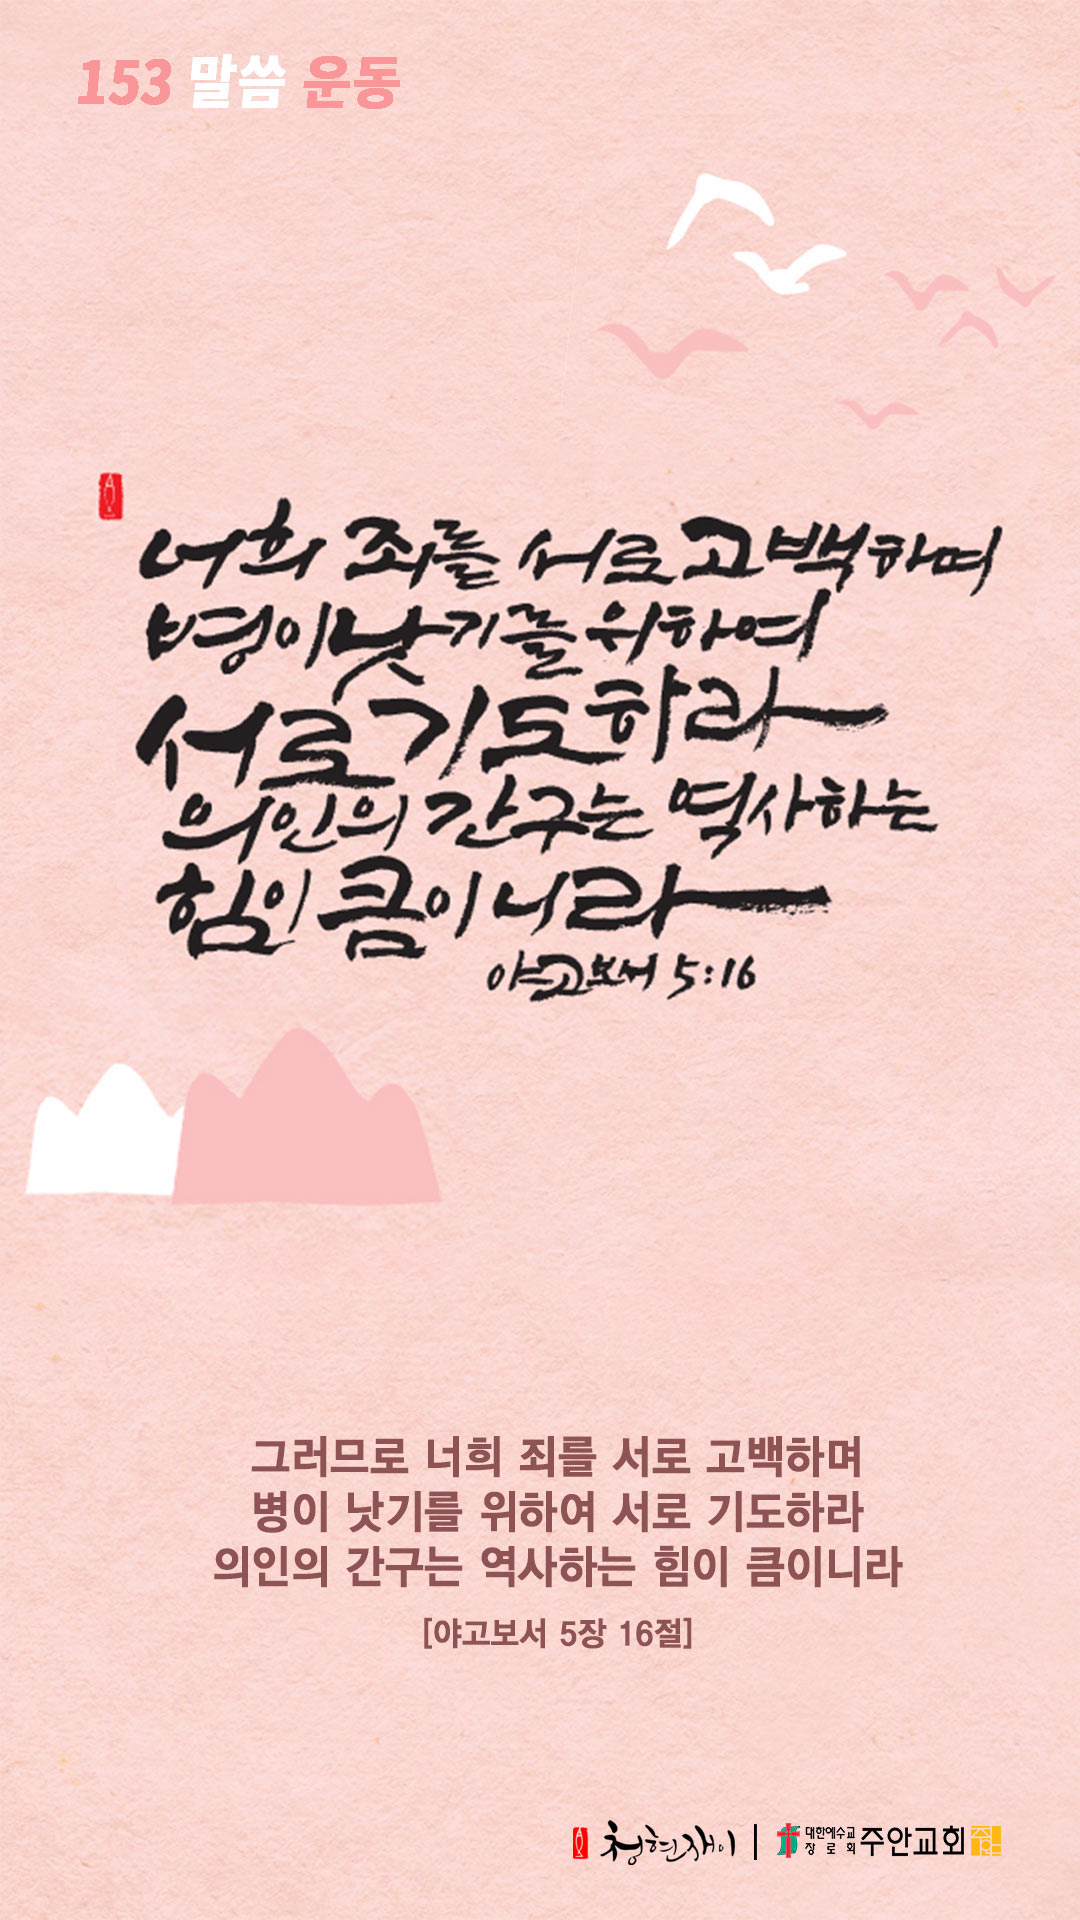 153 말씀 운동
너희 죄를 서로 고백하며
병이 낫기를 위하여
서로 기도하라
의인의 간구는 역사하는
힘이 큼이니라
야고보서 5:16
그러므로 너희 죄를 서로 고백하며
병이 낫기를 위하여 서로 기도하라
의인의 간구는 역사하는 힘이 큼이니라
[야고보서 5장 16절]
청현재이 | 대한예수교 장로회 주안교회